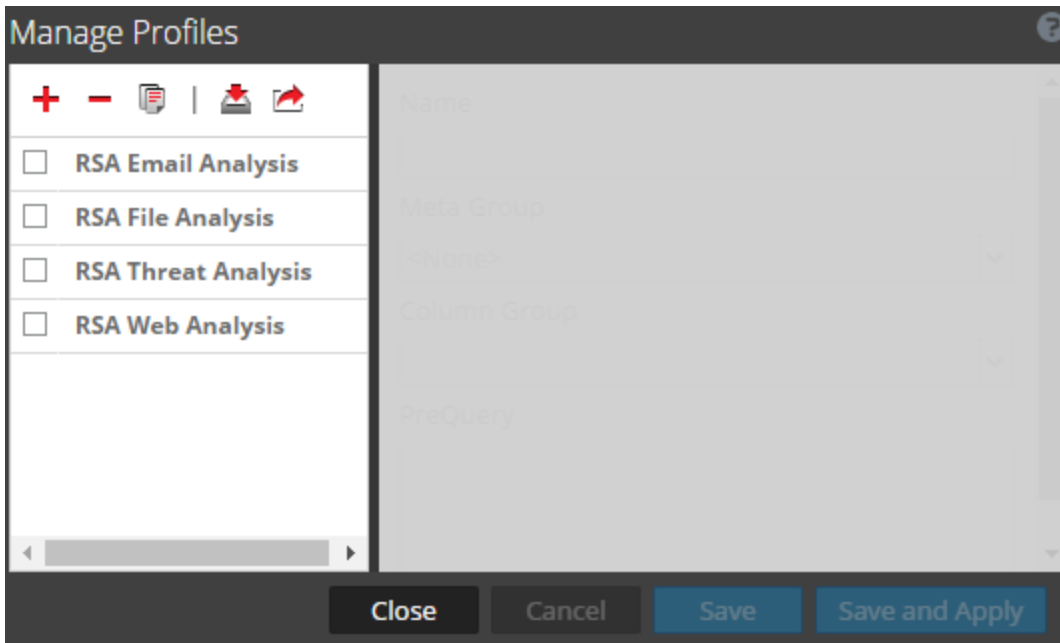 Manage Profiles
?
RSA Email Analysis
RSA File Analysis
RSA Threat Analysis
RSA Web Analysis
Name
Meta Group
<None>
Column Group
PreQuery
Close
Cancel
Save
Save and Apply